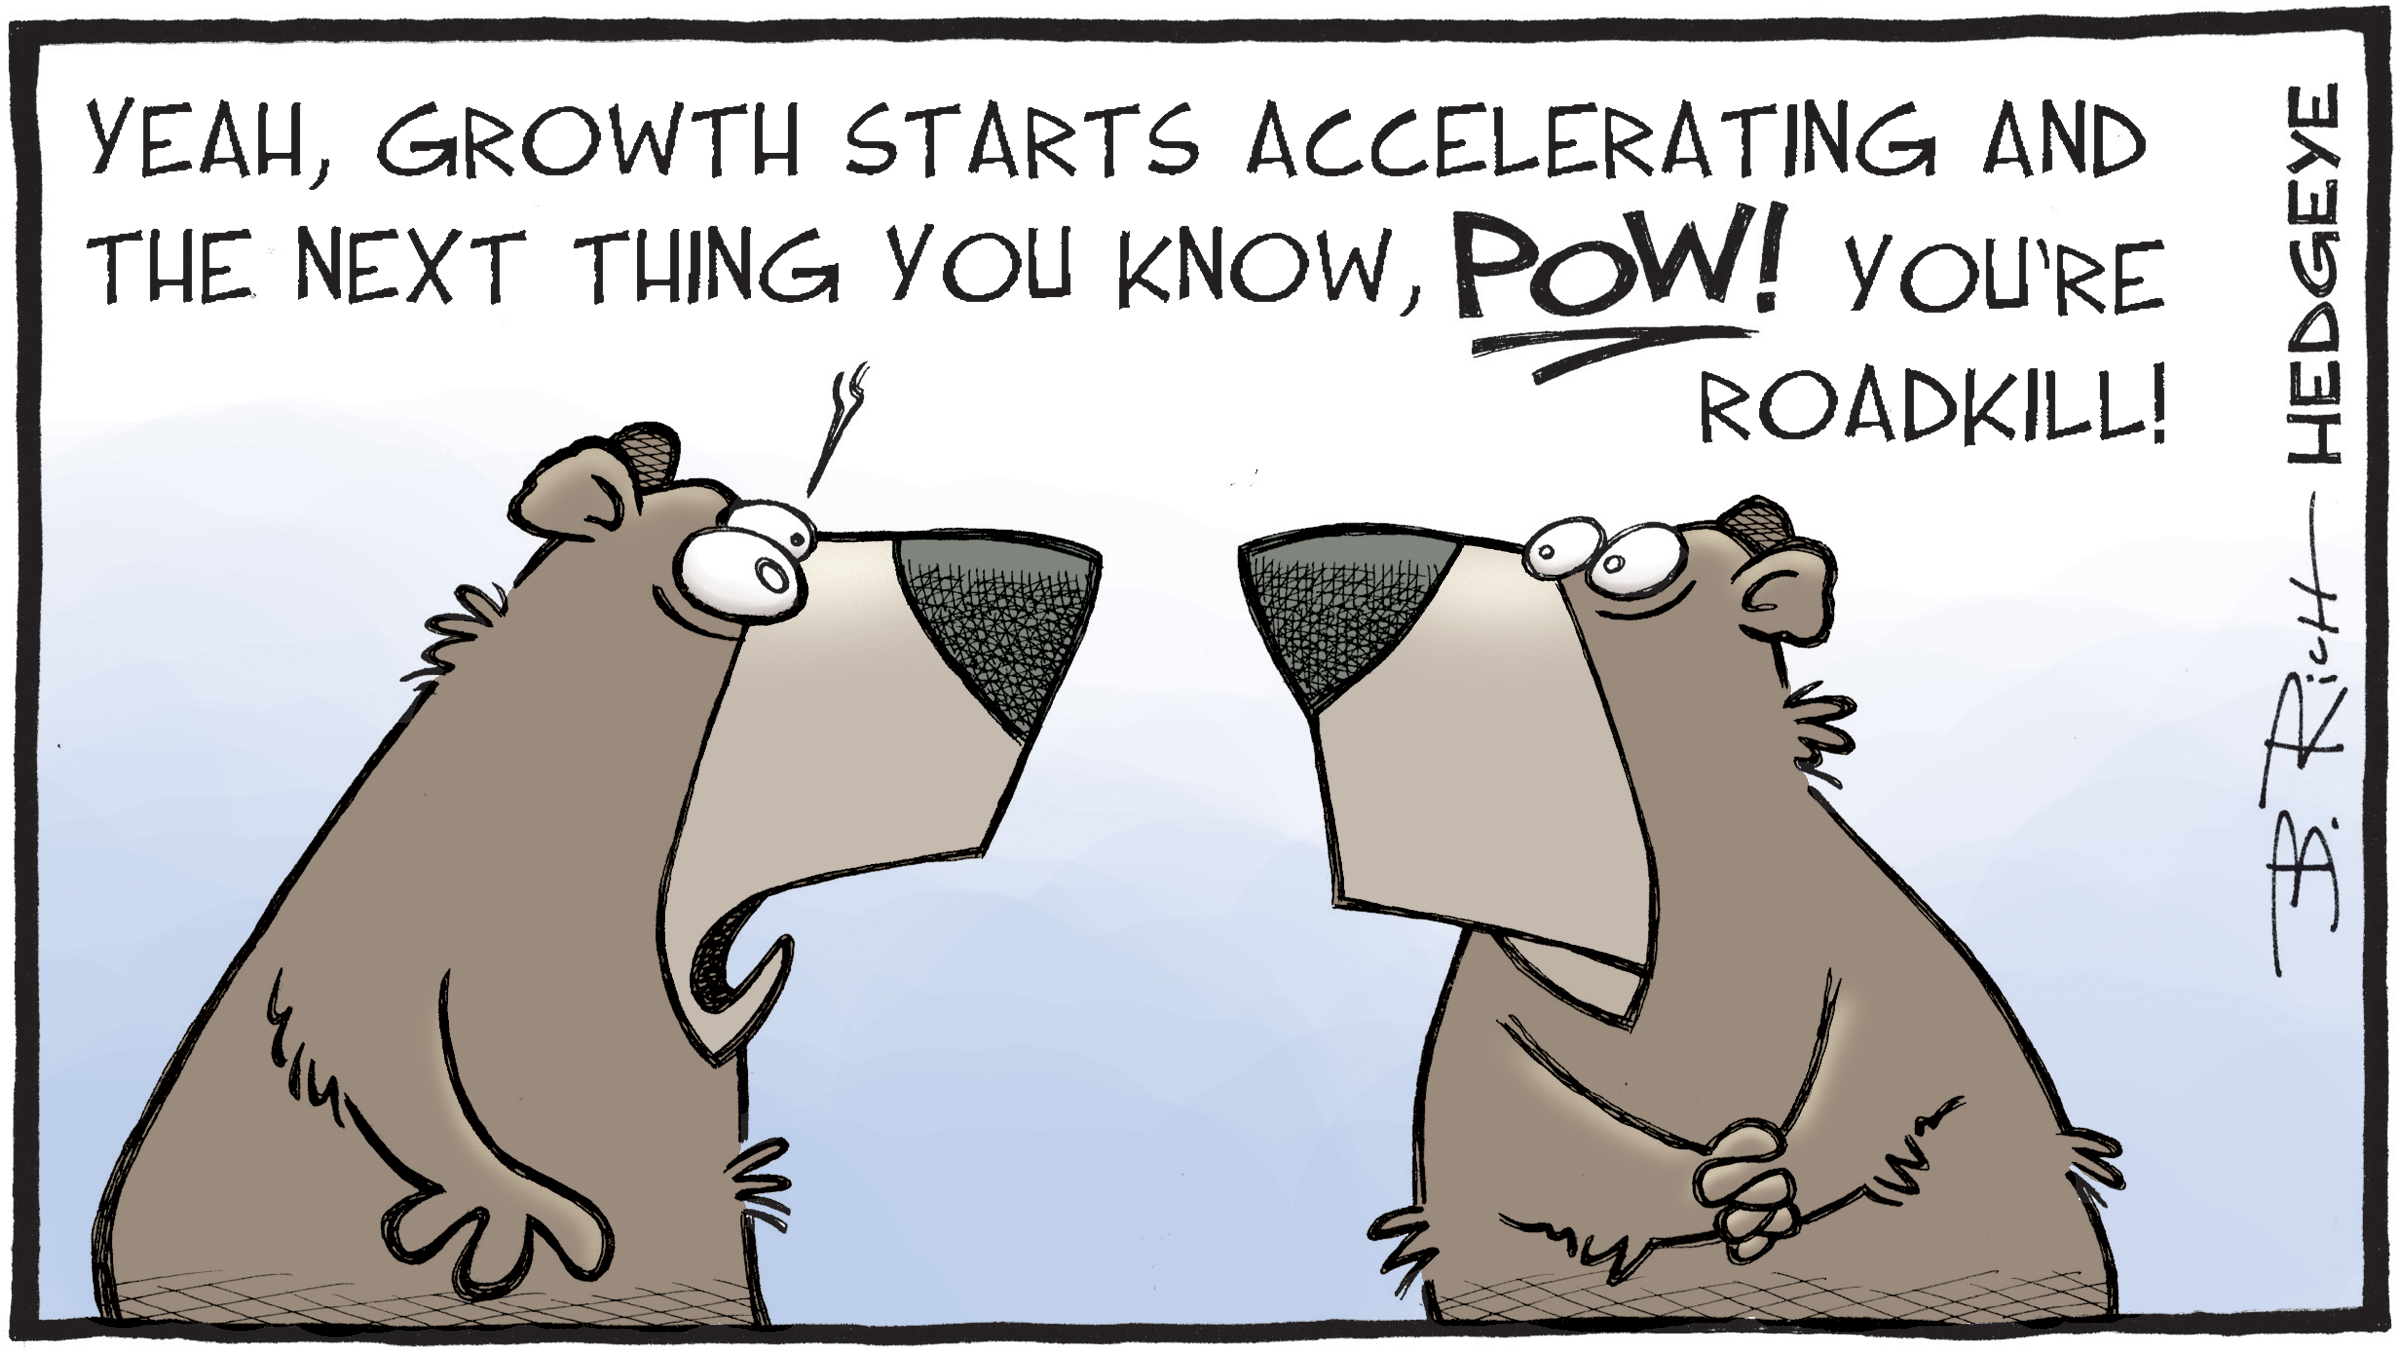 YEAH, GROWTH STARTS ACCELERATING AND
THE NEXT THING YOU KNOW, POW! YOU'RE
ROADKILL!
B. RICH — HEDGEYE